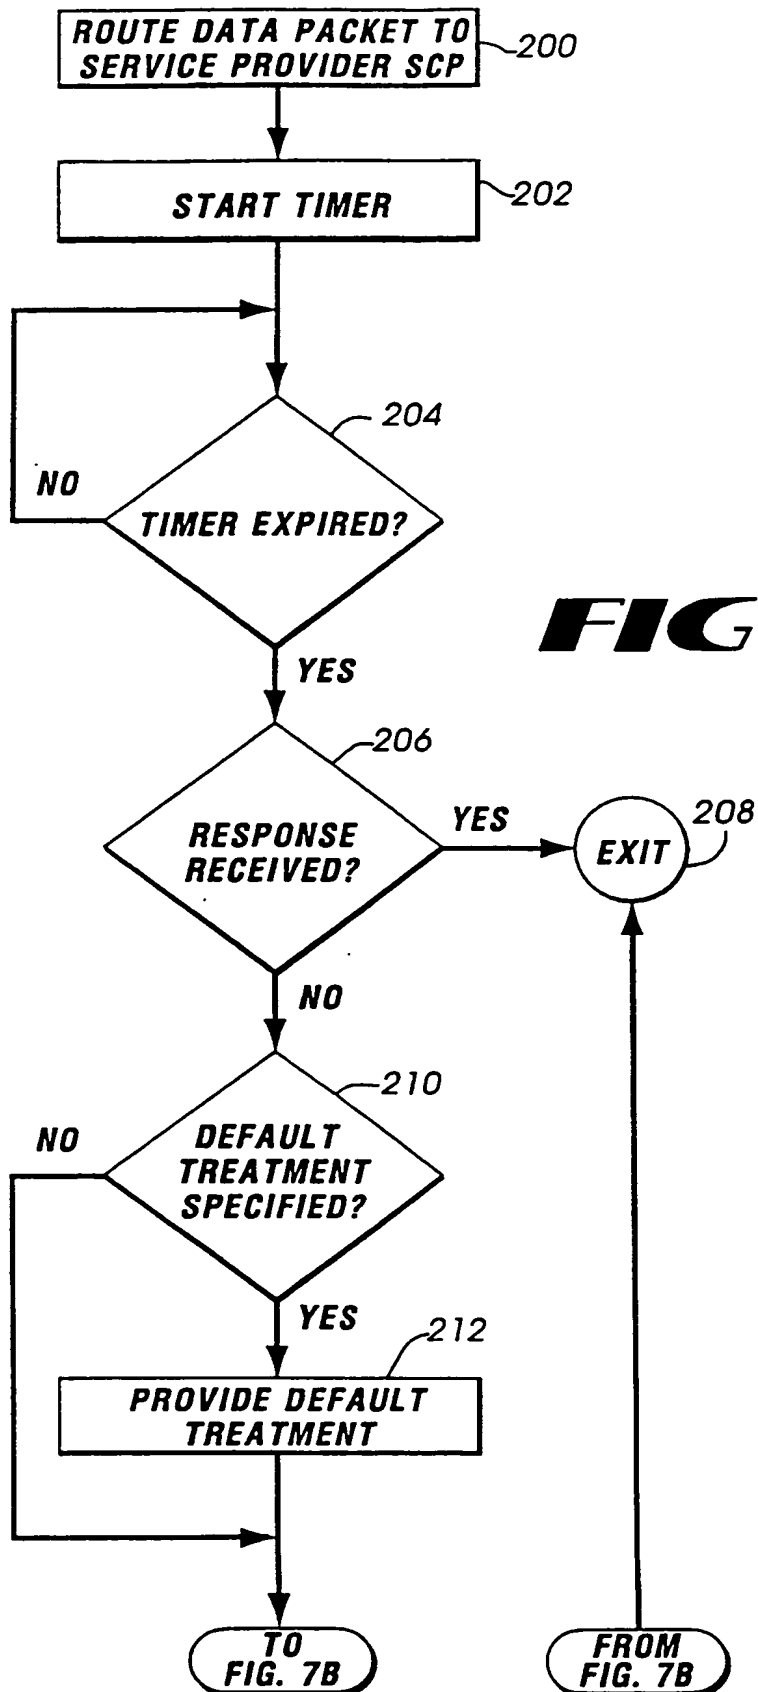 ROUTE DATA PACKET TO
SERVICE PROVIDER SCP
200
START TIMER
202
204
NO
TIMER EXPIRED?
FIG
7
YES
206
RESPONSE
RECEIVED?
YES
EXIT
208
NO
210
NO
DEFAULT
TREATMENT
SPECIFIED?
YES
212
PROVIDE DEFAULT
TREATMENT
TO
FIG. 7B
FROM
FIG. 7B